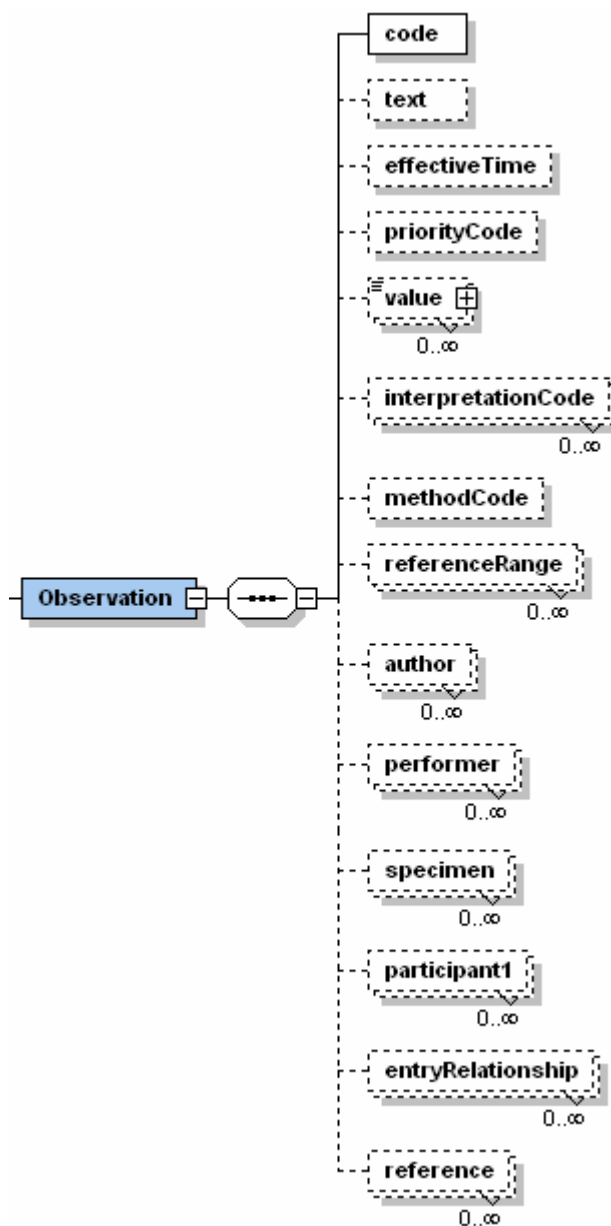 code
text
effectiveTime
priorityCode
value
0..∞
interpretationCode
0..∞
methodCode
referenceRange
0..∞
Observation
author
0..∞
performer
0..∞
specimen
0..∞
participant1
0..∞
entryRelationship
0..∞
reference
0..∞